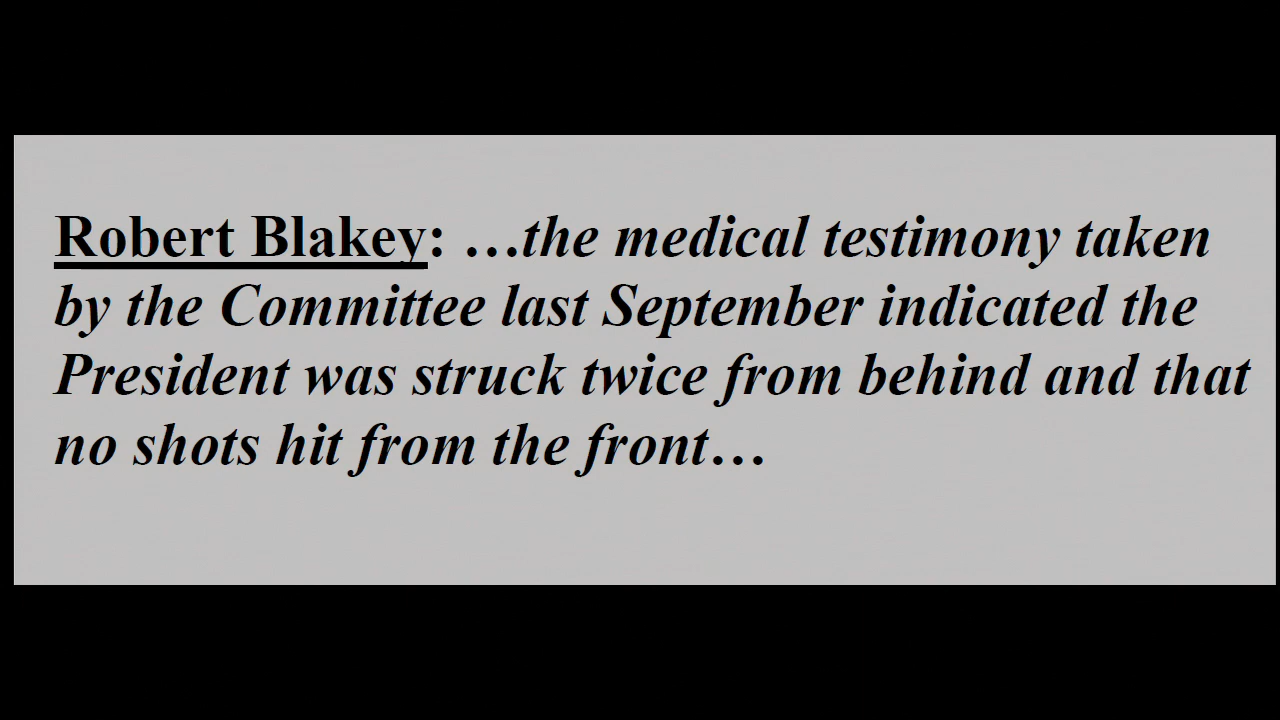 Robert Blakey: …the medical testimony taken
by the Committee last September indicated the
President was struck twice from behind and that
no shots hit from the front…